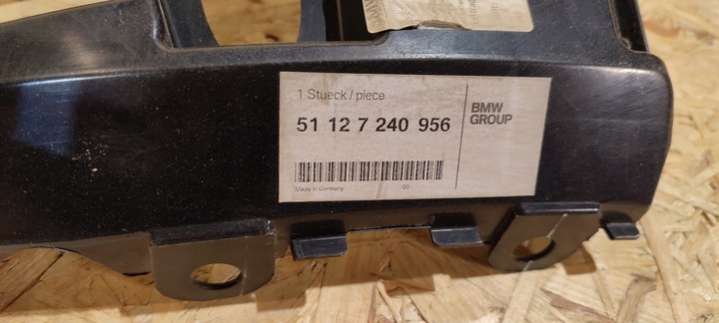 1 Stueck / piece
51 12 7 240 956
BMW
GROUP
Made in Germany